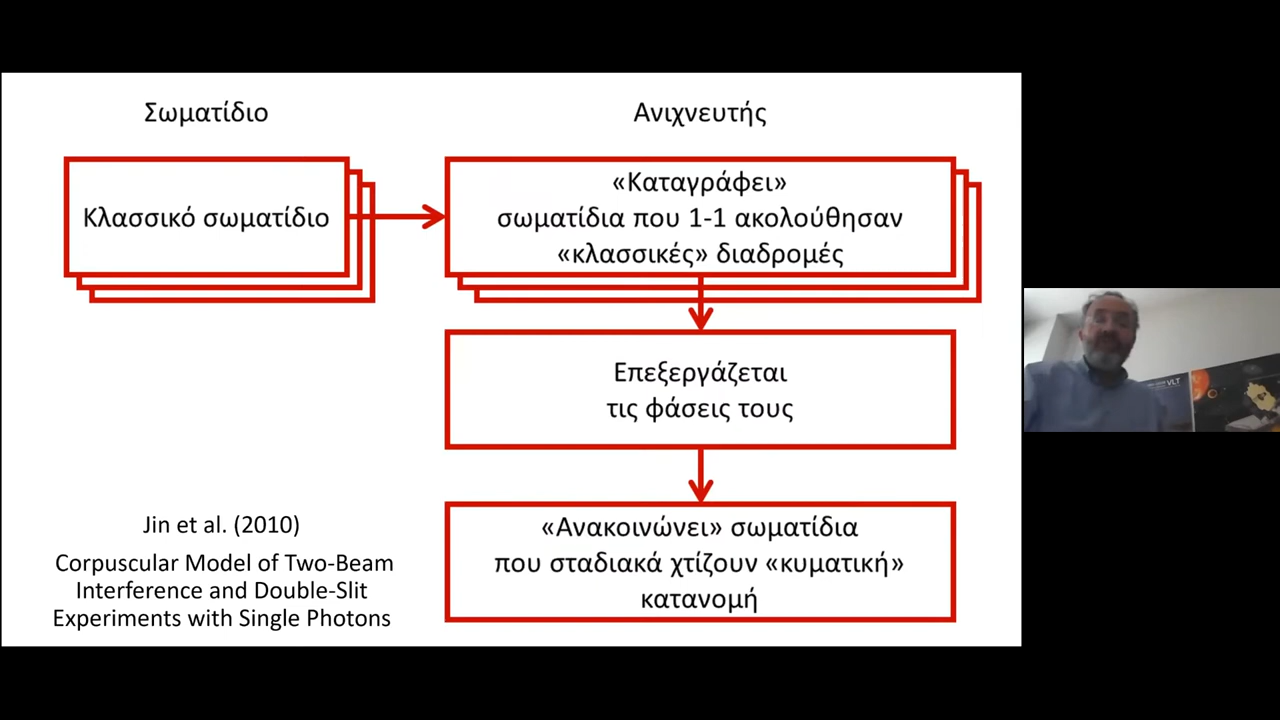 Σωματίδιο
Ανιχνευτής
Κλασσικό σωματίδιο
«Καταγράφει»
σωματίδια που 1-1 ακολούθησαν
«κλασσικές» διαδρομές
Επεξεργάζεται
τις φάσεις τους
«Ανακοινώνει» σωματίδια
που σταδιακά χτίζουν «κυματική»
κατανομή
Jin et al. (2010)
Corpuscular Model of Two-Beam
Interference and Double-Slit
Experiments with Single Photons
VLT